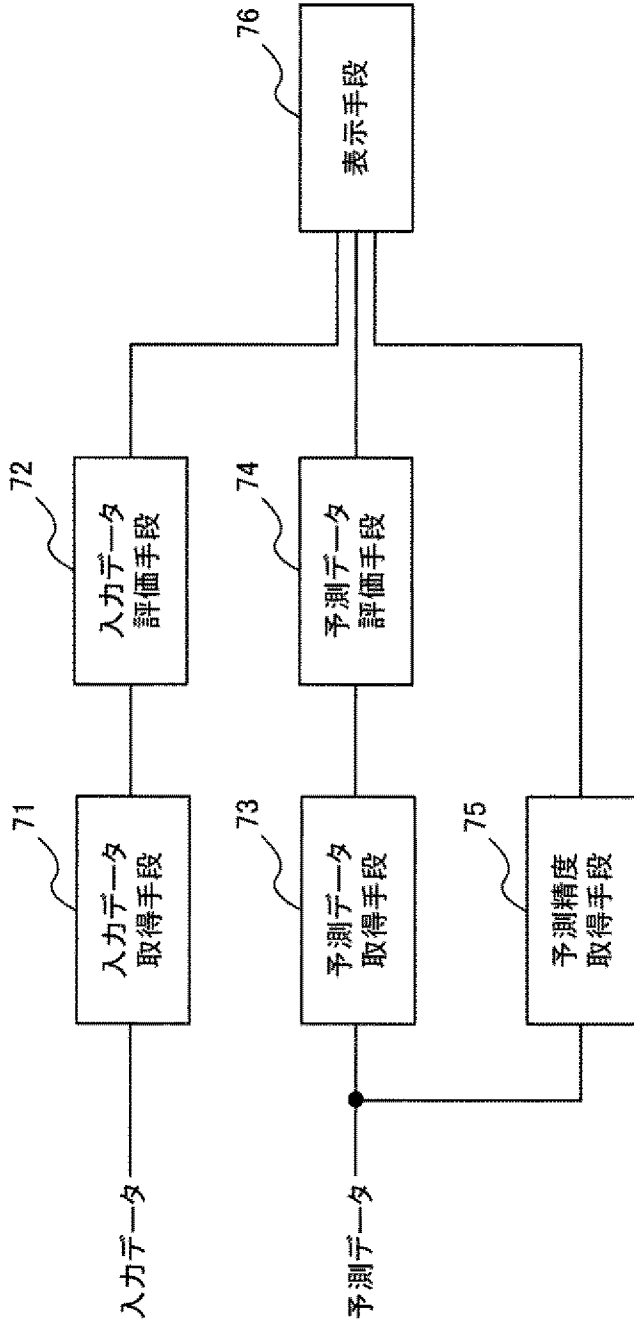 入力データ
71
入力データ
取得手段
72
入力データ
評価手段
予測データ
73
予測データ
取得手段
74
予測データ
評価手段
75
予測精度
取得手段
76
表示手段